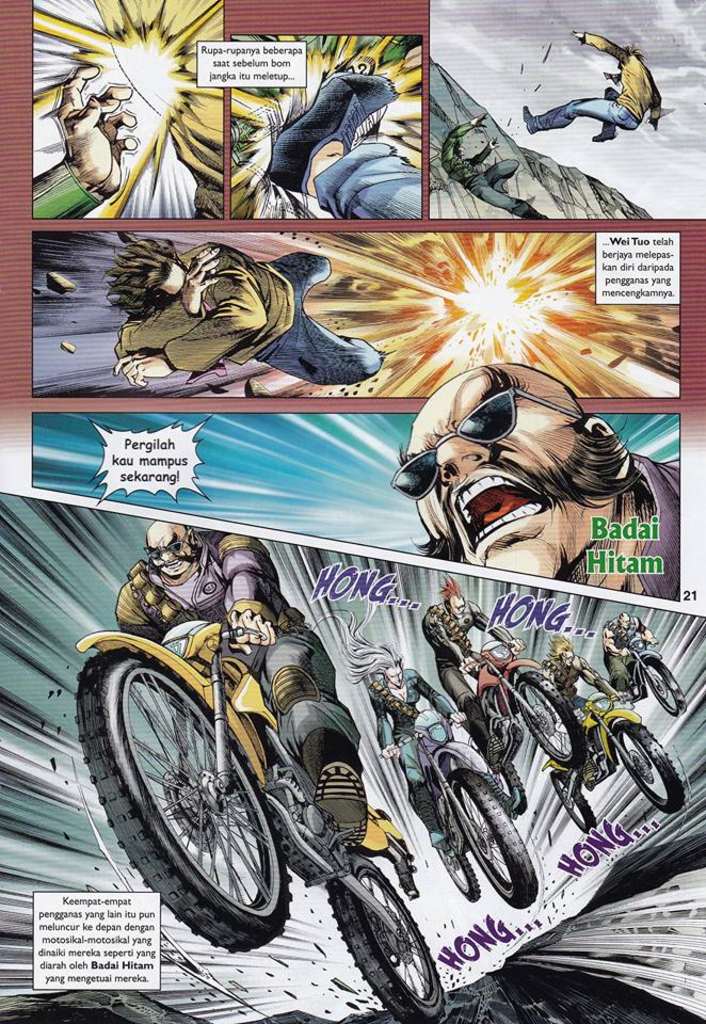 Rupa-rupanya beberapa
saat sebelum bom
jangka itu meletup...
...Wei Tuo telah
berjaya melepas-
kan diri daripada
pengganas yang
mencengkamnya.
Pergilah
kau mampus
sekarang!
Badai
Hitam
21
HONG...
HONG...
HONG...
HONG...
Keempat-empat
pengganas yang lain itu pun
meluncur ke depan dengan
motosikal-motosikal yang
dinaiki mereka seperti yang
diarah oleh Badai Hitam
yang mengetuai mereka.